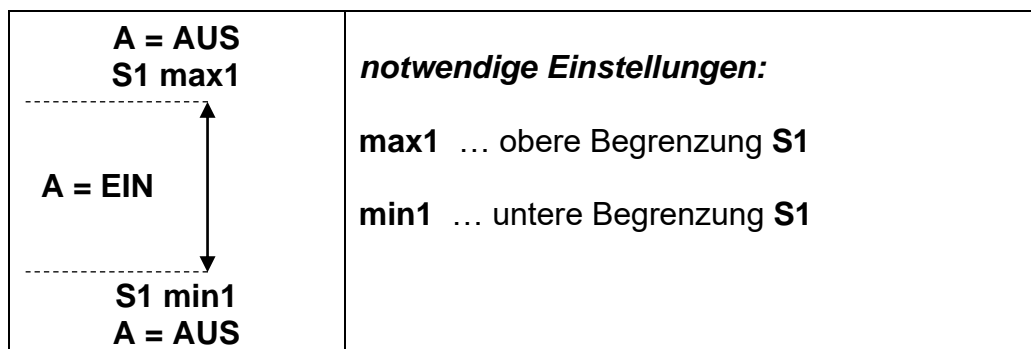 A = AUS
S1 max1
A = EIN
S1 min1
A = AUS
notwendige Einstellungen:
max1 … obere Begrenzung S1
min1 … untere Begrenzung S1